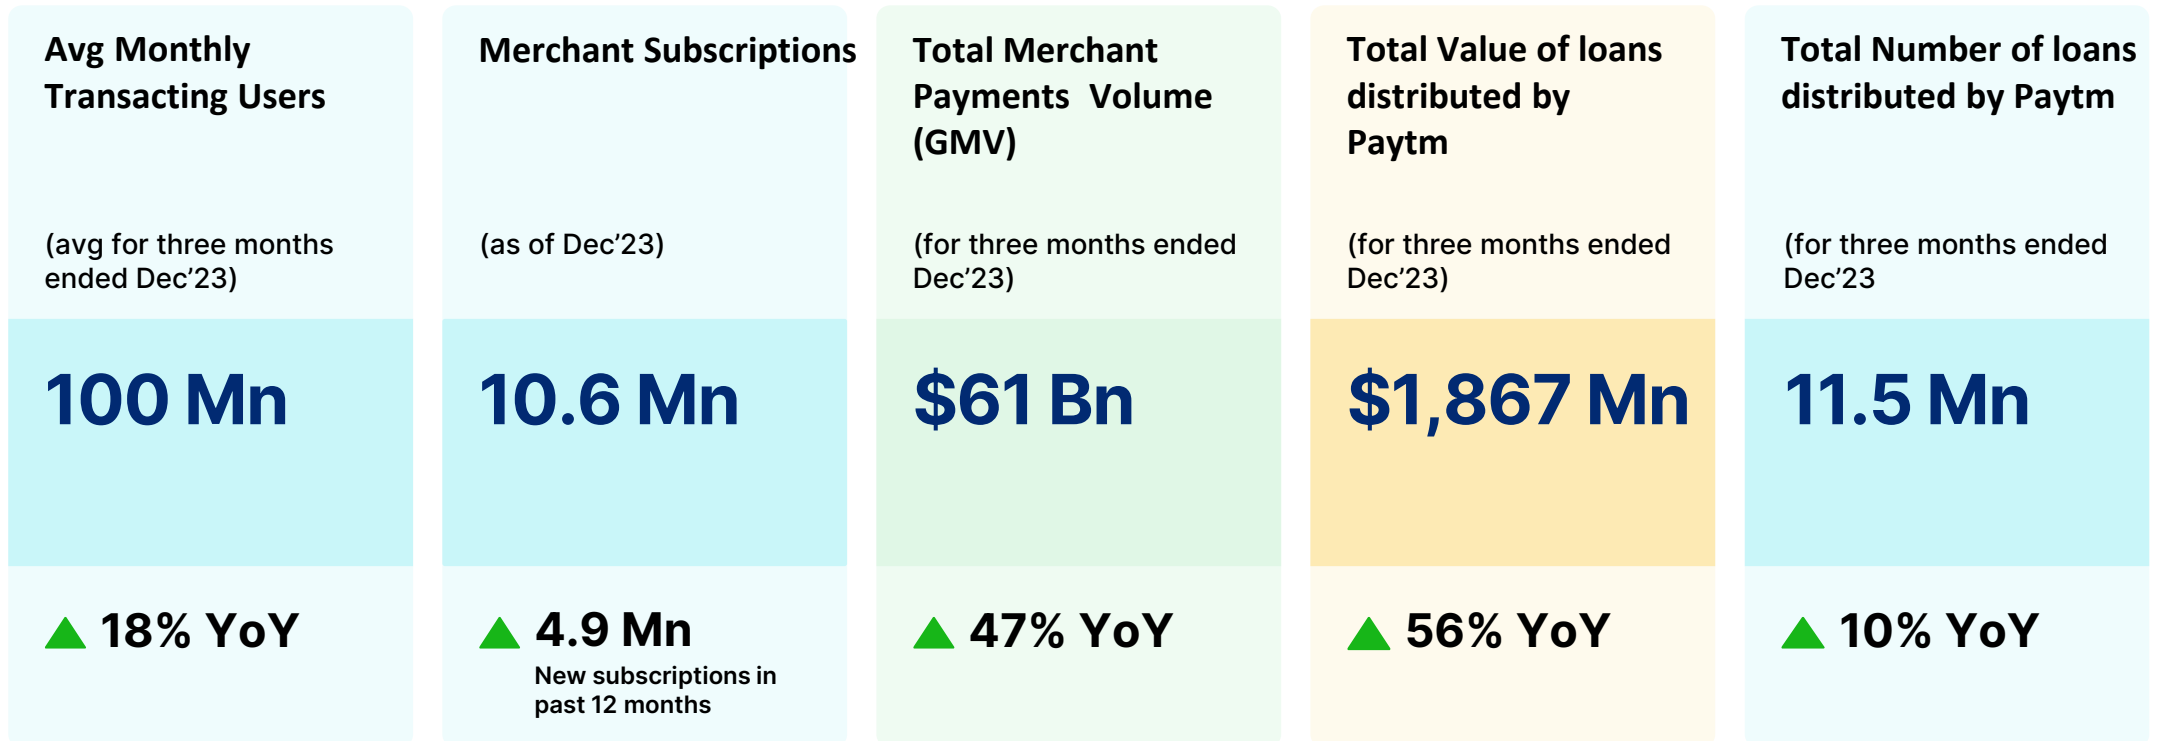 Avg Monthly
Transacting Users
(avg for three months
ended Dec’23)
100 Mn
18% YoY
Merchant Subscriptions
(as of Dec’23)
10.6 Mn
4.9 Mn
New subscriptions in
past 12 months
Total Merchant
Payments  Volume
(GMV)
(for three months ended
Dec’23)
$61 Bn
47% YoY
Total Value of loans
distributed by
Paytm
(for three months ended
Dec’23)
$1,867 Mn
56% YoY
Total Number of loans
distributed by Paytm
(for three months ended
Dec’23
11.5 Mn
10% YoY